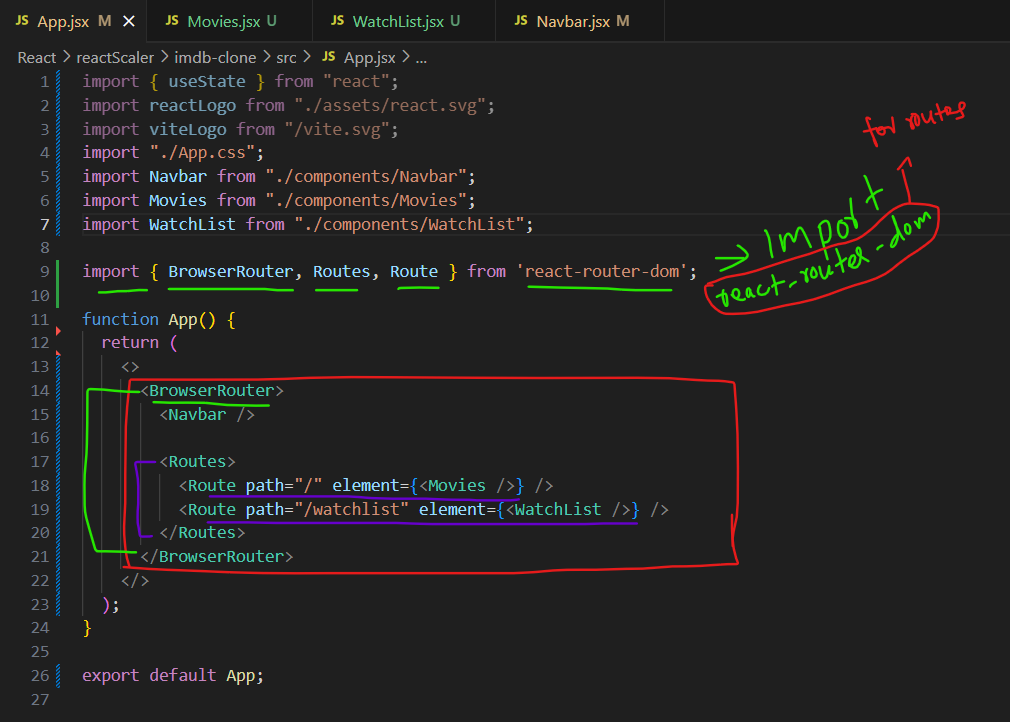 JS App.jsx M ×
JS Movies.jsx U
JS WatchList.jsx U
JS Navbar.jsx M
React > reactScaler > imdb-clone > src > JS App.jsx > ...
1 import { useState } from "react";
2 import reactLogo from "./assets/react.svg";
3 import viteLogo from "/vite.svg";
4 import "./App.css";
5 import Navbar from "./components/Navbar";
6 import Movies from "./components/Movies";
7 import WatchList from "./components/WatchList";
8
9 import { BrowserRouter, Routes, Route } from 'react-router-dom';
10
11 function App() {
12 return (
13 <>
14 <BrowserRouter>
15 <Navbar />
16
17 <Routes>
18 <Route path="/" element={<Movies />} />
19 <Route path="/watchlist" element={<WatchList />} />
20 </Routes>
21 </BrowserRouter>
22 </>
23 );
24 }
25
26 export default App;
27
for routes
=> Import
react-router-dom